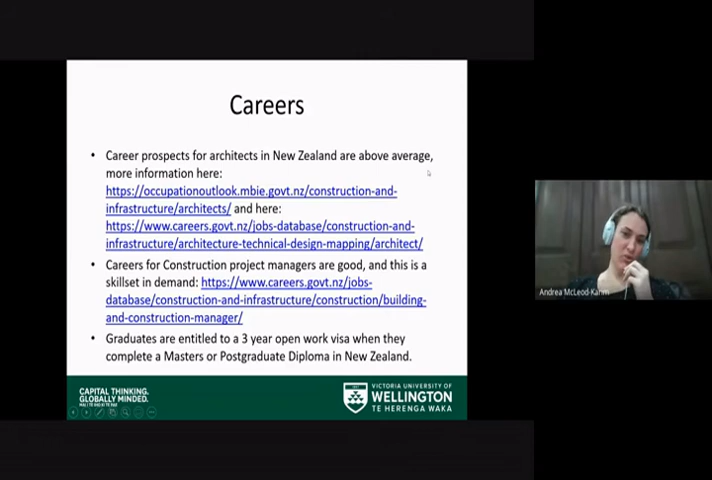 Careers
• Career prospects for architects in New Zealand are above average,
more information here:
https://occupationoutlook.mbie.govt.nz/construction-and-
infrastructure/architects/ and here:
https://www.careers.govt.nz/jobs-database/construction-and-
infrastructure/architecture-technical-design-mapping/architect/
• Careers for Construction project managers are good, and this is a
skillset in demand: https://www.careers.govt.nz/jobs-
database/construction-and-infrastructure/construction/building-
and-construction-manager/
• Graduates are entitled to a 3 year open work visa when they
complete a Masters or Postgraduate Diploma in New Zealand.
CAPITAL THINKING.
GLOBALLY MINDED.
VICTORIA UNIVERSITY OF
WELLINGTON
TE HERENGA WAKA
Andrea McLeod-Karim